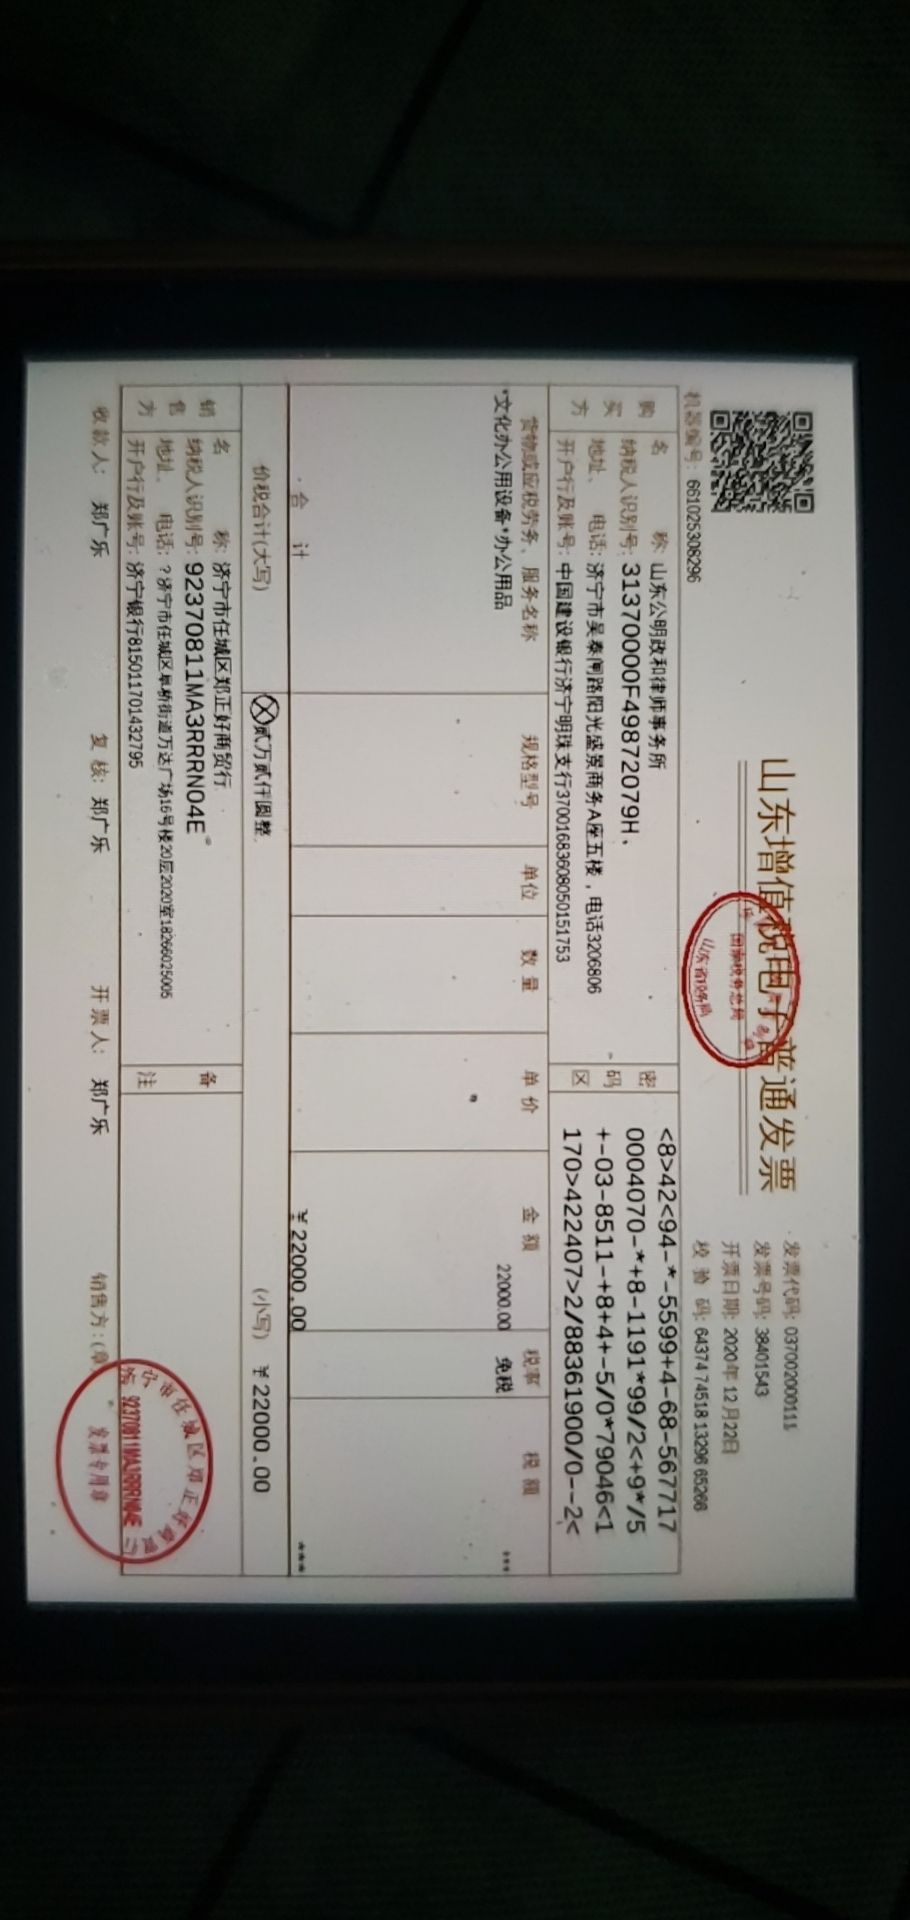 山东增值税电子普通发票
国家税务总局
山东省税务局
发票代码: 037002000111
发票号码: 38401543
开票日期: 2020年12月22日
校 验 码: 64374 74518 13296 65266
机器编号: 661025308296
购买方
名 称: 山东公明政和律师事务所
纳税人识别号: 31370000F49872079H.
地址、 电话: 济宁市吴泰闸路阳光盛景商务A座五楼，电话3206806
开户行及账号: 中国建设银行济宁明珠支行37001683608050151753
密码区
<8>42<94-*-5599+4-68-567717
0004070-*+8-1191*99/2<+9*/5
+-03-8511-+8+4+-5/0*79046<1
170>422407>2/88361900/0--2<
货物或应税劳务、服务名称 规格型号 单位 数 量 单 价 金 额 税率 税 额
*文化办公用设备*办公用品 22000.00 免税 ***
合 计 ￥22000.00 ***
价税合计(大写) ⊗贰万贰仟圆整 (小写) ￥22000.00
销售方
名 称: 济宁市任城区郑正好商贸行
纳税人识别号: 92370811MA3RRRN04E
地址、 电话: ？济宁市任城区阜桥街道万达广场16号楼20层2020室18266025005
开户行及账号: 济宁银行815011701432795
备注
收款人: 郑广乐 复 核: 郑广乐 开票人: 郑广乐 销售方:(章
济宁市任城区郑正好商贸行
92370811MA3RRRN04E
发票专用章